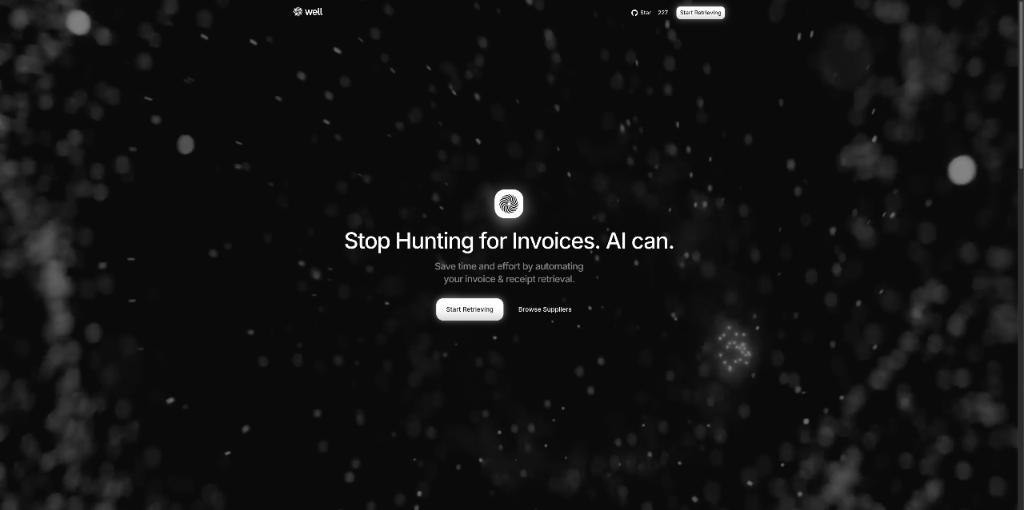 well
Star 227
Start Retrieving
Stop Hunting for Invoices. AI can.
Save time and effort by automating
your invoice & receipt retrieval.
Start Retrieving
Browse Suppliers